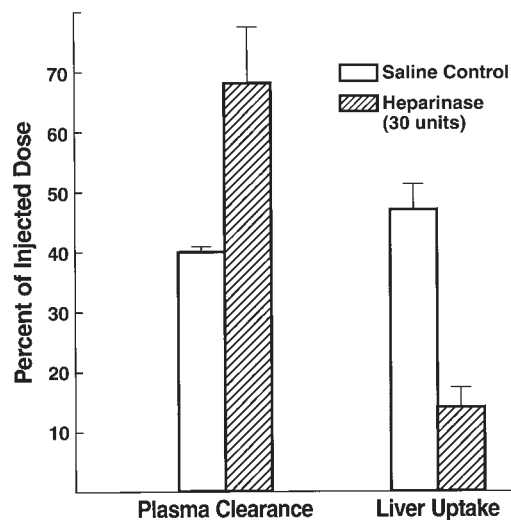 Percent of Injected Dose
70
60
50
40
30
20
10
Saline Control
Heparinase
(30 units)
Plasma Clearance
Liver Uptake